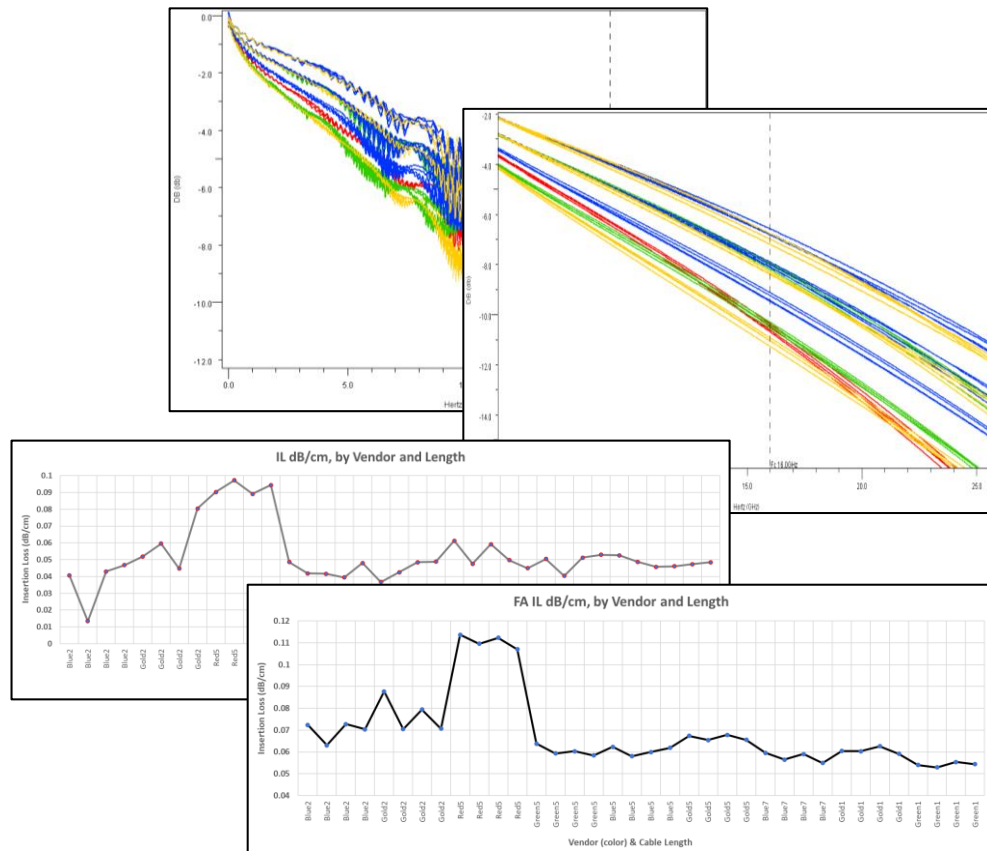 0.0
-2.0
-4.0
-6.0
-8.0
-10.0
-12.0
DB (db)
0.0
5.0
Hertz
-2.0
-4.0
-6.0
-8.0
-10.0
-12.0
-14.0
DB (db)
15.0
20.0
25.0
Hertz (GHz)
IL dB/cm, by Vendor and Length
Insertion Loss (dB/cm)
0.1
0.09
0.08
0.07
0.06
0.05
0.04
0.03
0.02
0.01
0
Blue2
Blue2
Blue2
Blue2
Gold2
Gold2
Gold2
Gold2
Red5
Red5
FA IL dB/cm, by Vendor and Length
Insertion Loss (dB/cm)
0.12
0.11
0.1
0.09
0.08
0.07
0.06
0.05
0.04
Blue2
Blue2
Blue2
Blue2
Gold2
Gold2
Gold2
Gold2
Red5
Red5
Red5
Red5
Green5
Green5
Green5
Green5
Blue5
Blue5
Blue5
Blue5
Gold5
Gold5
Gold5
Gold5
Blue7
Blue7
Blue7
Blue7
Gold1
Gold1
Gold1
Gold1
Green1
Green1
Green1
Green1
Vendor (color) & Cable Length